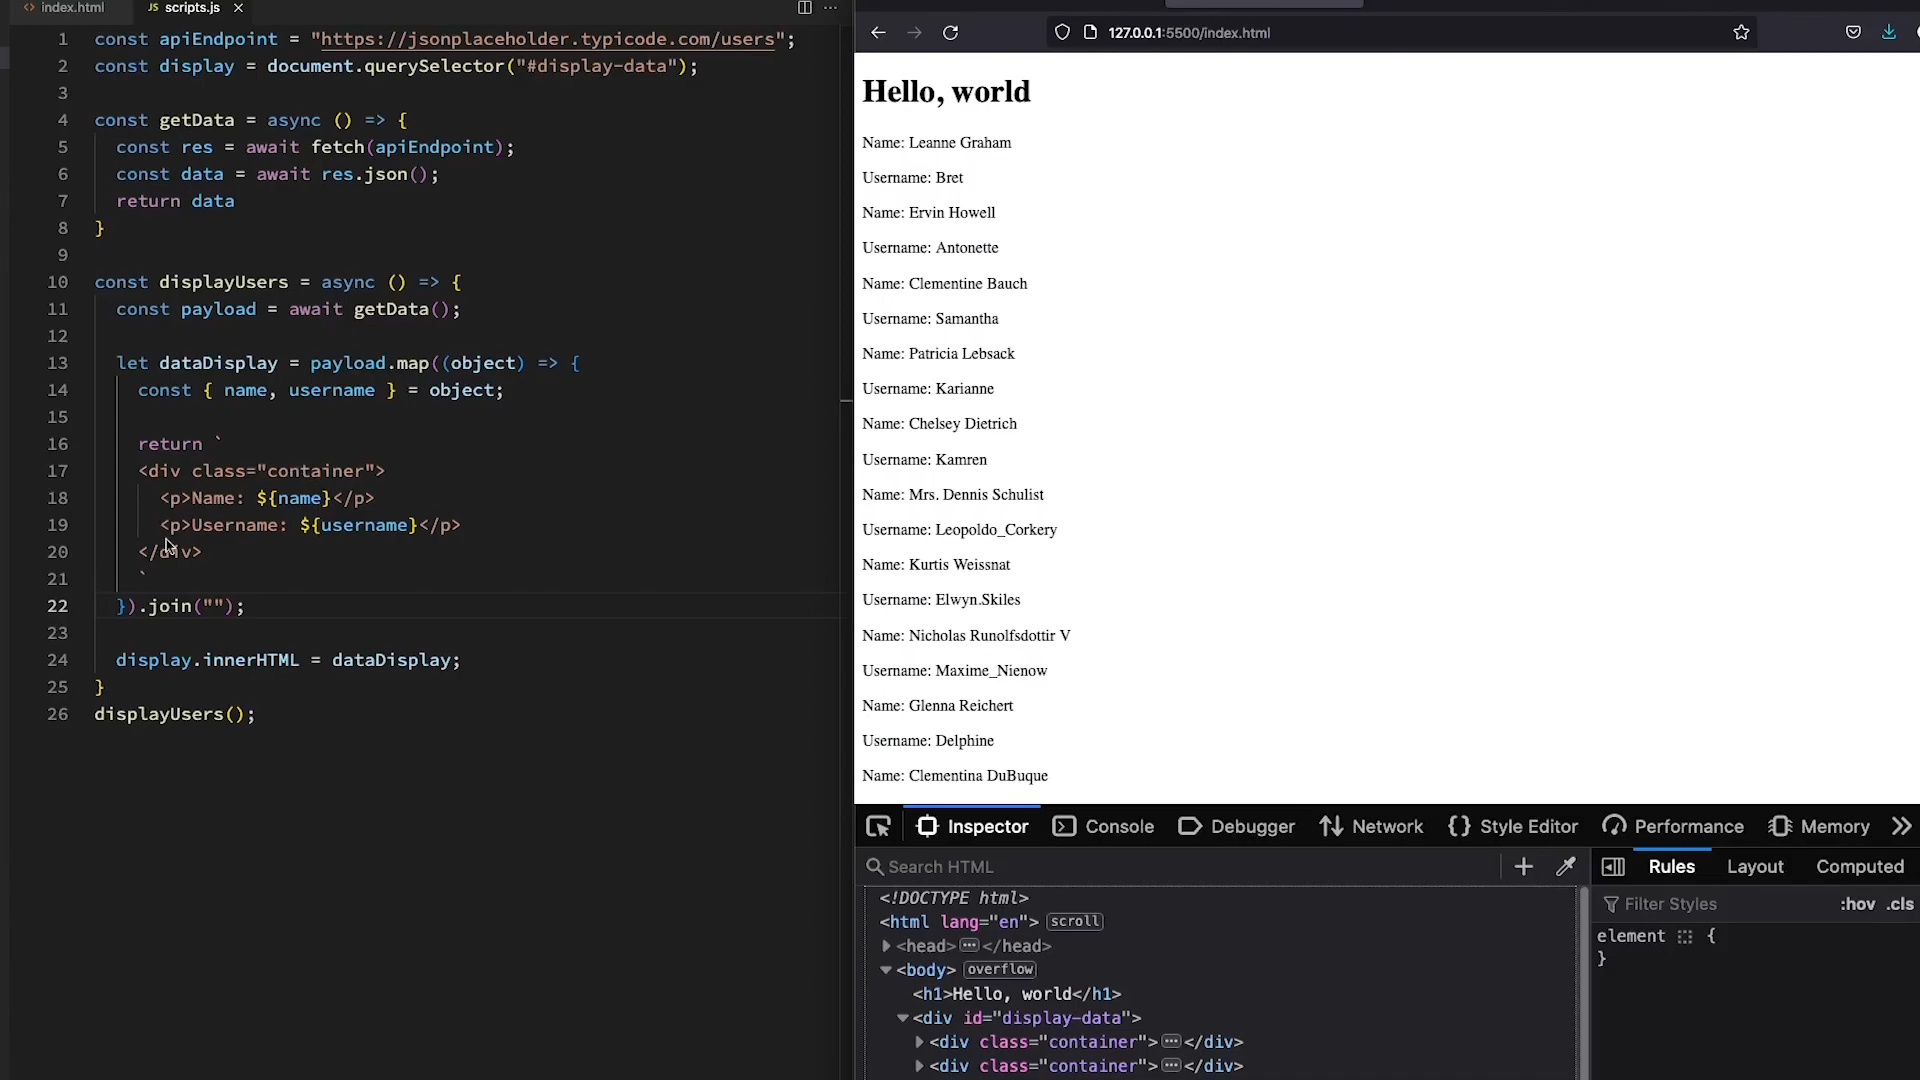 index.html
JS scripts.js
1 const apiEndpoint = "https://jsonplaceholder.typicode.com/users";
2 const display = document.querySelector("#display-data");
3
4 const getData = async () => {
5 const res = await fetch(apiEndpoint);
6 const data = await res.json();
7 return data
8 }
9
10 const displayUsers = async () => {
11 const payload = await getData();
12
13 let dataDisplay = payload.map((object) => {
14 const { name, username } = object;
15
16 return `
17 <div class="container">
18 <p>Name: ${name}</p>
19 <p>Username: ${username}</p>
20 </div>
21 `
22 }).join("");
23
24 display.innerHTML = dataDisplay;
25 }
26 displayUsers();
127.0.0.1:5500/index.html
Hello, world
Name: Leanne Graham
Username: Bret
Name: Ervin Howell
Username: Antonette
Name: Clementine Bauch
Username: Samantha
Name: Patricia Lebsack
Username: Karianne
Name: Chelsey Dietrich
Username: Kamren
Name: Mrs. Dennis Schulist
Username: Leopoldo_Corkery
Name: Kurtis Weissnat
Username: Elwyn.Skiles
Name: Nicholas Runolfsdottir V
Username: Maxime_Nienow
Name: Glenna Reichert
Username: Delphine
Name: Clementina DuBuque
Inspector Console Debugger Network Style Editor Performance Memory
Search HTML
Rules Layout Computed
Filter Styles :hov .cls
element {
}
<!DOCTYPE html>
<html lang="en"> scroll
<head> ••• </head>
<body> overflow
<h1>Hello, world</h1>
<div id="display-data">
<div class="container"> ••• </div>
<div class="container"> ••• </div>